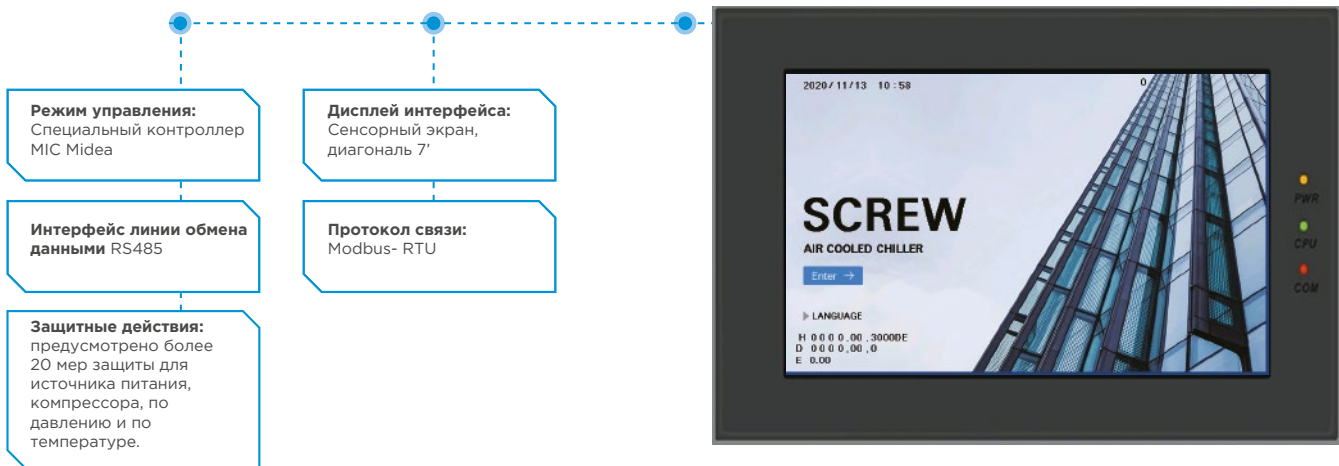 Режим управления:
Специальный контроллер
MIC Midea
Интерфейс линии обмена
данными RS485
Защитные действия:
предусмотрено более
20 мер защиты для
источника питания,
компрессора, по
давлению и по
температуре.
Дисплей интерфейса:
Сенсорный экран,
диагональ 7’
Протокол связи:
Modbus- RTU
2020/11/13 10:58
0
SCREW
AIR COOLED CHILLER
Enter →
LANGUAGE
H 0 0 0 0 .00 .3000DE
D 0 0 0 0 .00 .0
E 0.00
PWR
CPU
COM